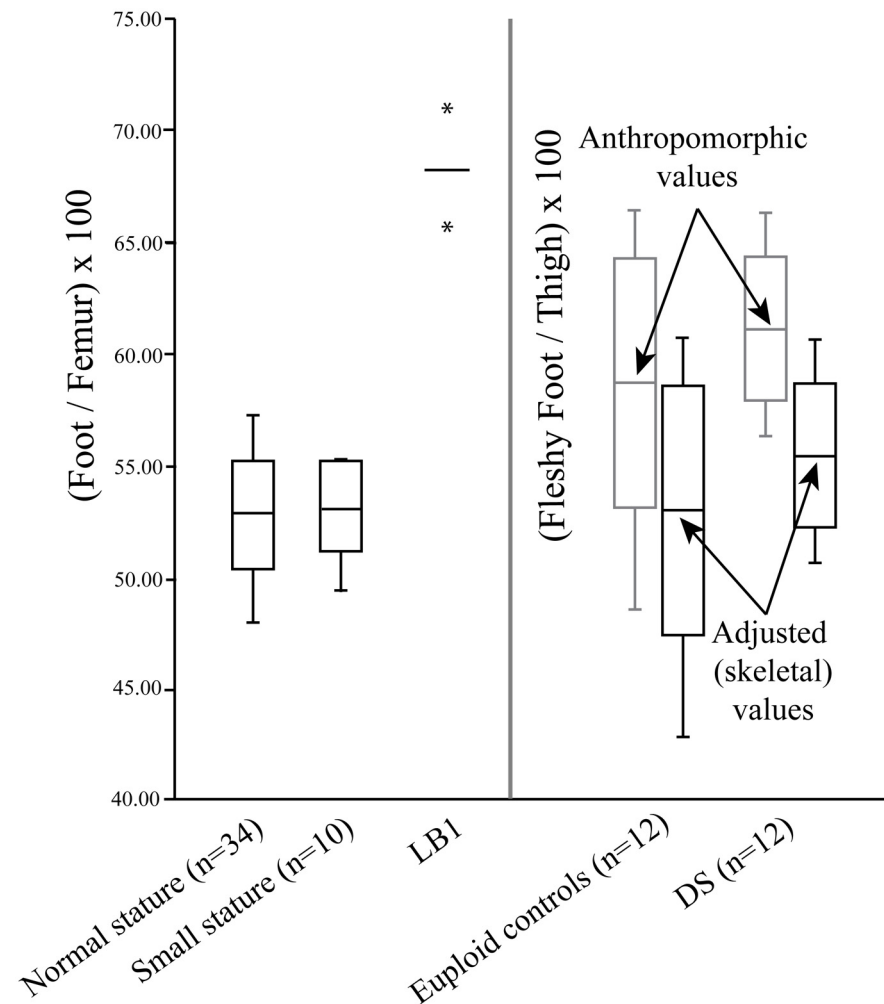 75.00
70.00
65.00
60.00
55.00
50.00
45.00
40.00
(Foot / Femur) x 100
*
*
(Fleshy Foot / Thigh) x 100
Anthropomorphic
values
Adjusted
(skeletal)
values
Normal stature (n=34)
Small stature (n=10)
LB1
Euploid controls (n=12)
DS (n=12)